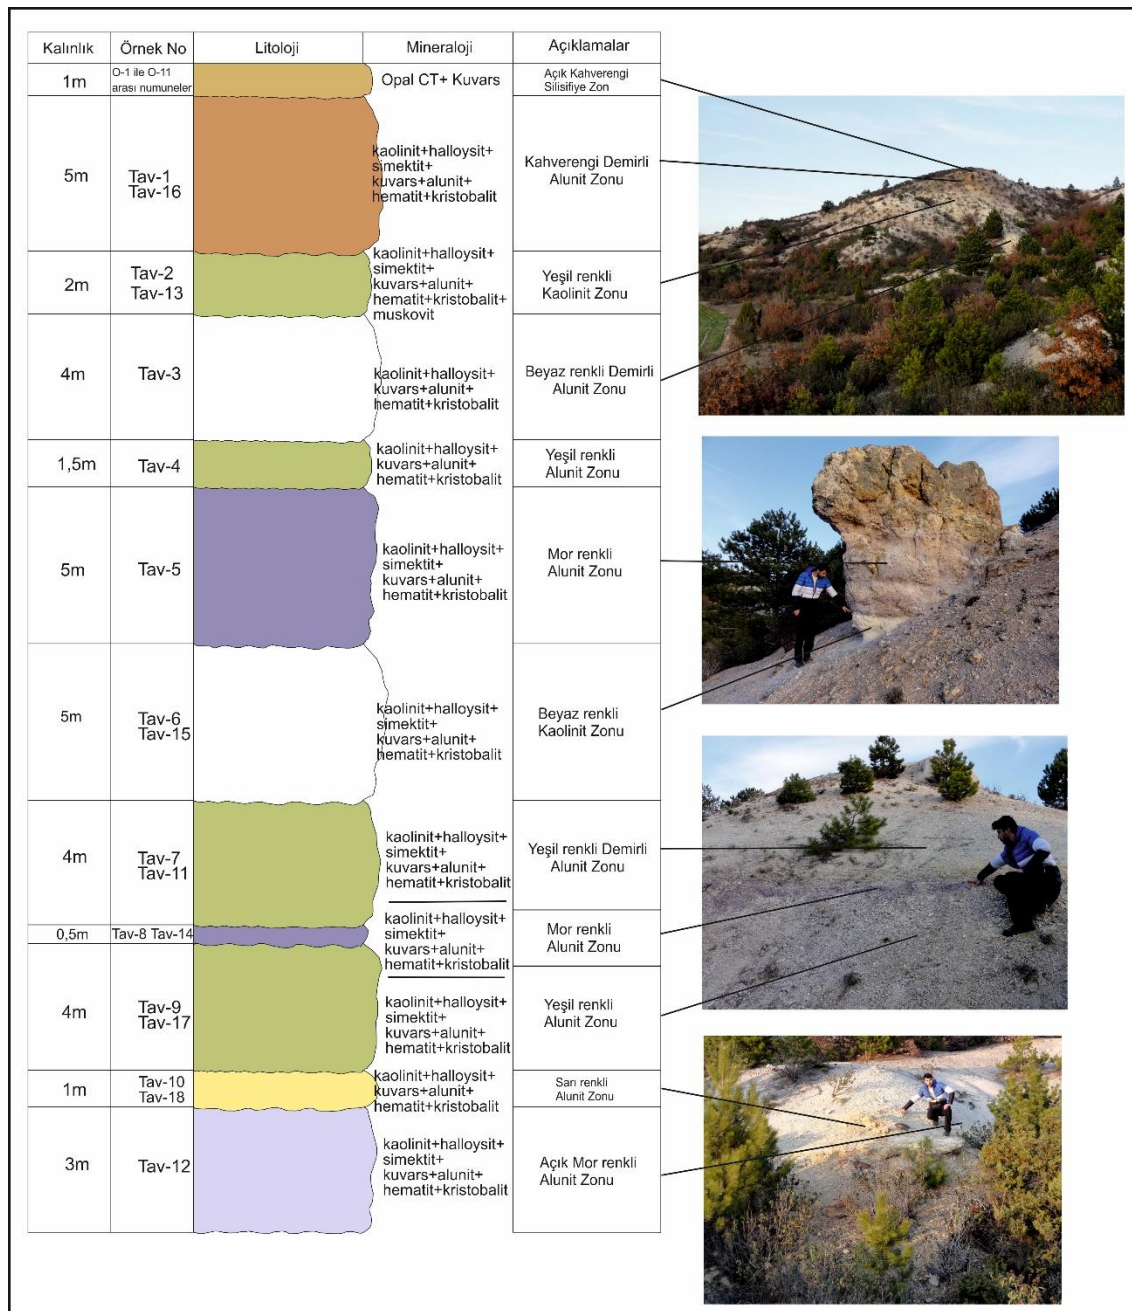 Kalınlık Örnek No Litoloji Mineraloji Açıklamalar
1m
O-1 ile O-11
arası numuneler
Opal CT+ Kuvars
Açık Kahverengi
Silisifiye Zon
5m
Tav-1
Tav-16
kaolinit+halloysit+
simektit+
kuvars+alunit+
hematit+kristobalit
Kahverengi Demirli
Alunit Zonu
2m
Tav-2
Tav-13
kaolinit+halloysit+
simektit+
kuvars+alunit+
hematit+kristobalit+
muskovit
Yeşil renkli
Kaolinit Zonu
4m
Tav-3
kaolinit+halloysit+
kuvars+alunit+
hematit+kristobalit
Beyaz renkli Demirli
Alunit Zonu
1,5m
Tav-4
kaolinit+halloysit+
kuvars+alunit+
hematit+kristobalit
Yeşil renkli
Alunit Zonu
5m
Tav-5
kaolinit+halloysit+
simektit+
kuvars+alunit+
hematit+kristobalit
Mor renkli
Alunit Zonu
5m
Tav-6
Tav-15
kaolinit+halloysit+
simektit+
kuvars+alunit+
hematit+kristobalit
Beyaz renkli
Kaolinit Zonu
4m
Tav-7
Tav-11
kaolinit+halloysit+
simektit+
kuvars+alunit+
hematit+kristobalit
Yeşil renkli Demirli
Alunit Zonu
0,5m
Tav-8 Tav-14
kaolinit+halloysit+
simektit+
kuvars+alunit+
hematit+kristobalit
Mor renkli
Alunit Zonu
4m
Tav-9
Tav-17
kaolinit+halloysit+
simektit+
kuvars+alunit+
hematit+kristobalit
Yeşil renkli
Alunit Zonu
1m
Tav-10
Tav-18
kaolinit+halloysit+
kuvars+alunit+
hematit+kristobalit
Sarı renkli
Alunit Zonu
3m
Tav-12
kaolinit+halloysit+
simektit+
kuvars+alunit+
hematit+kristobalit
Açık Mor renkli
Alunit Zonu